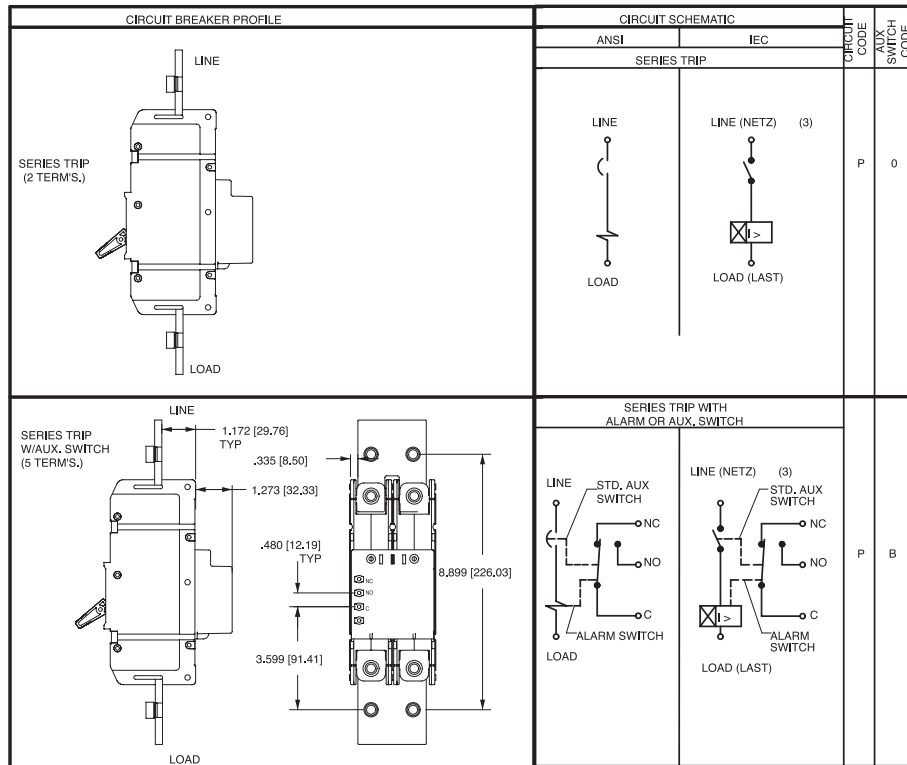 CIRCUIT BREAKER PROFILE
CIRCUIT SCHEMATIC
CIRCUIT CODE
AUX SWITCH CODE
ANSI
IEC
SERIES TRIP
LINE
SERIES TRIP
(2 TERM'S.)
LOAD
LINE
LOAD
LINE (NETZ) (3)
I >
LOAD (LAST)
P
0
SERIES TRIP
W/AUX. SWITCH
(5 TERM'S.)
LINE
1.172 [29.76]
TYP
.335 [8.50]
1.273 [32.33]
.480 [12.19]
TYP
8.899 [226.03]
NC
NO
C
3.599 [91.41]
LOAD
SERIES TRIP WITH
ALARM OR AUX. SWITCH
LINE
STD. AUX
SWITCH
NC
NO
C
ALARM SWITCH
LOAD
LINE (NETZ) (3)
STD. AUX
SWITCH
NC
NO
I >
C
ALARM
SWITCH
LOAD (LAST)
P
B